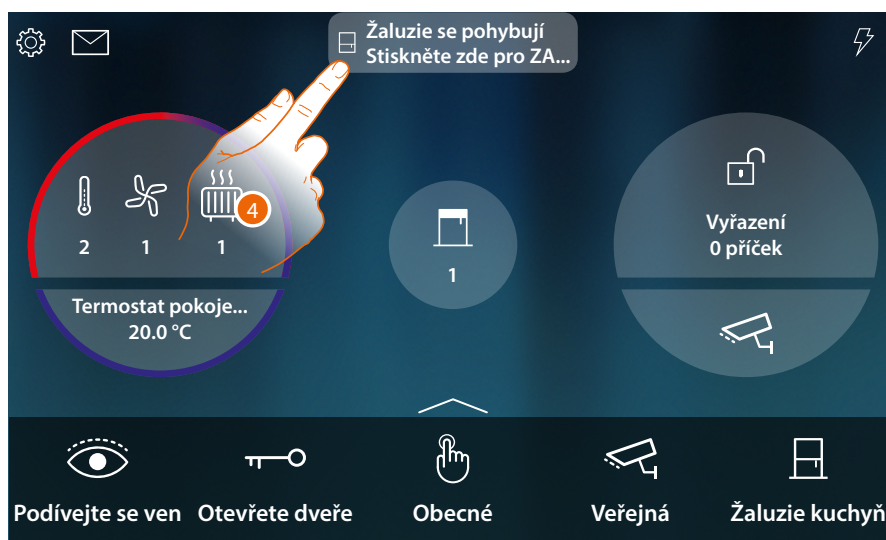 Žaluzie se pohybují
Stiskněte zde pro ZA...
4
2 1 1
Termostat pokoje...
20.0 °C
1
Vyřazení
0 příček
Podívejte se ven Otevřete dveře Obecné Veřejná Žaluzie kuchyň